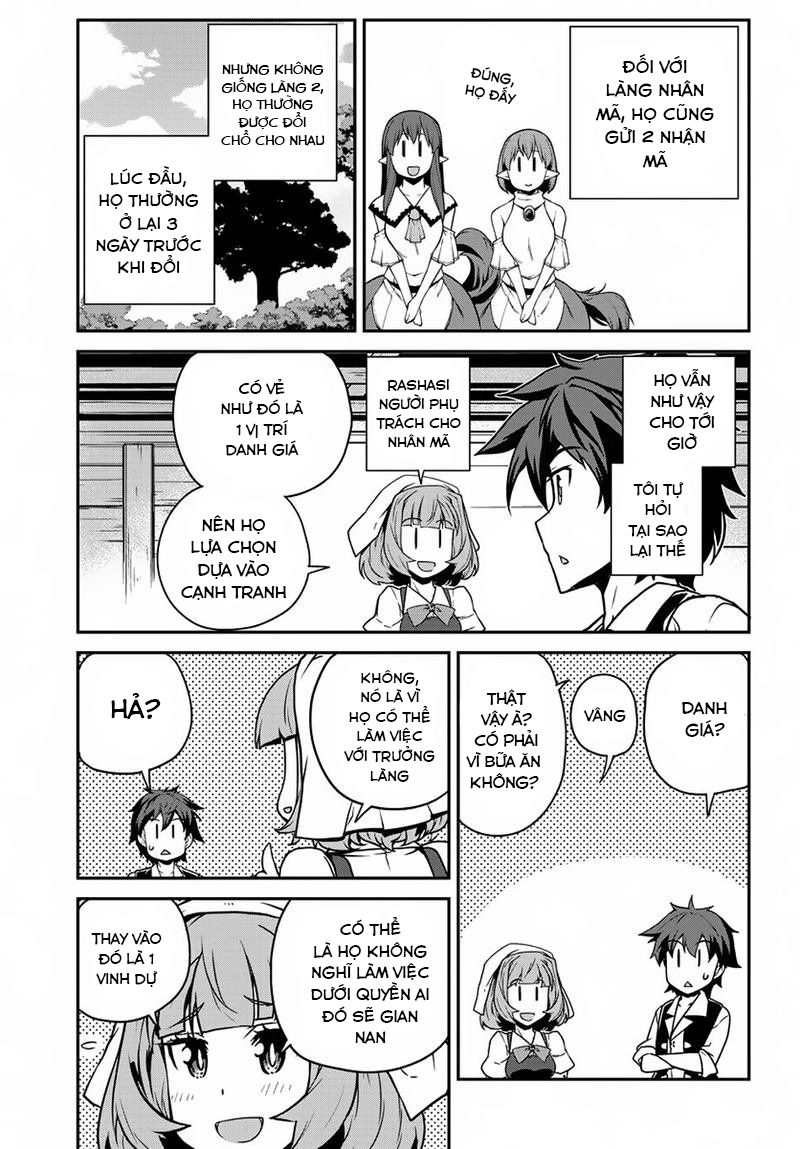 ĐỐI VỚI
LÀNG NHÂN
MÃ, HỌ CŨNG
GỬI 2 NHẬN
MÃ
ĐÚNG,
HỌ ĐẤY
NHƯNG KHÔNG
GIỐNG LÀNG 2,
HỌ THƯỜNG
ĐƯỢC ĐỔI
CHỔ CHO NHAU
LÚC ĐẦU,
HỌ THƯỜNG
Ở LẠI 3
NGÀY TRƯỚC
KHI ĐỔI
HỌ VẪN
NHƯ VẬY
CHO TỚI
GIỜ
TÔI TỰ
HỎI
TẠI SAO
LẠI THẾ
RASHASI
NGƯỜI PHỤ
TRÁCH CHO
NHÂN MÃ
CÓ VẺ
NHƯ ĐÓ LÀ
1 VỊ TRÍ
DANH GIÁ
NÊN HỌ
LỰA CHỌN
DỰA VÀO
CẠNH TRANH
DANH
GIÁ?
VÂNG
THẬT
VẬY À?
CÓ PHẢI
VÌ BỮA ĂN
KHÔNG?
KHÔNG,
NÓ LÀ VÌ
HỌ CÓ THỂ
LÀM VIỆC
VỚI TRƯỞNG
LÀNG
HẢ?
CÓ THỂ
LÀ HỌ KHÔNG
NGHĨ LÀM VIỆC
DƯỚI QUYỀN AI
ĐÓ SẼ GIAN
NAN
THAY VÀO
ĐÓ LÀ 1
VINH DỰ